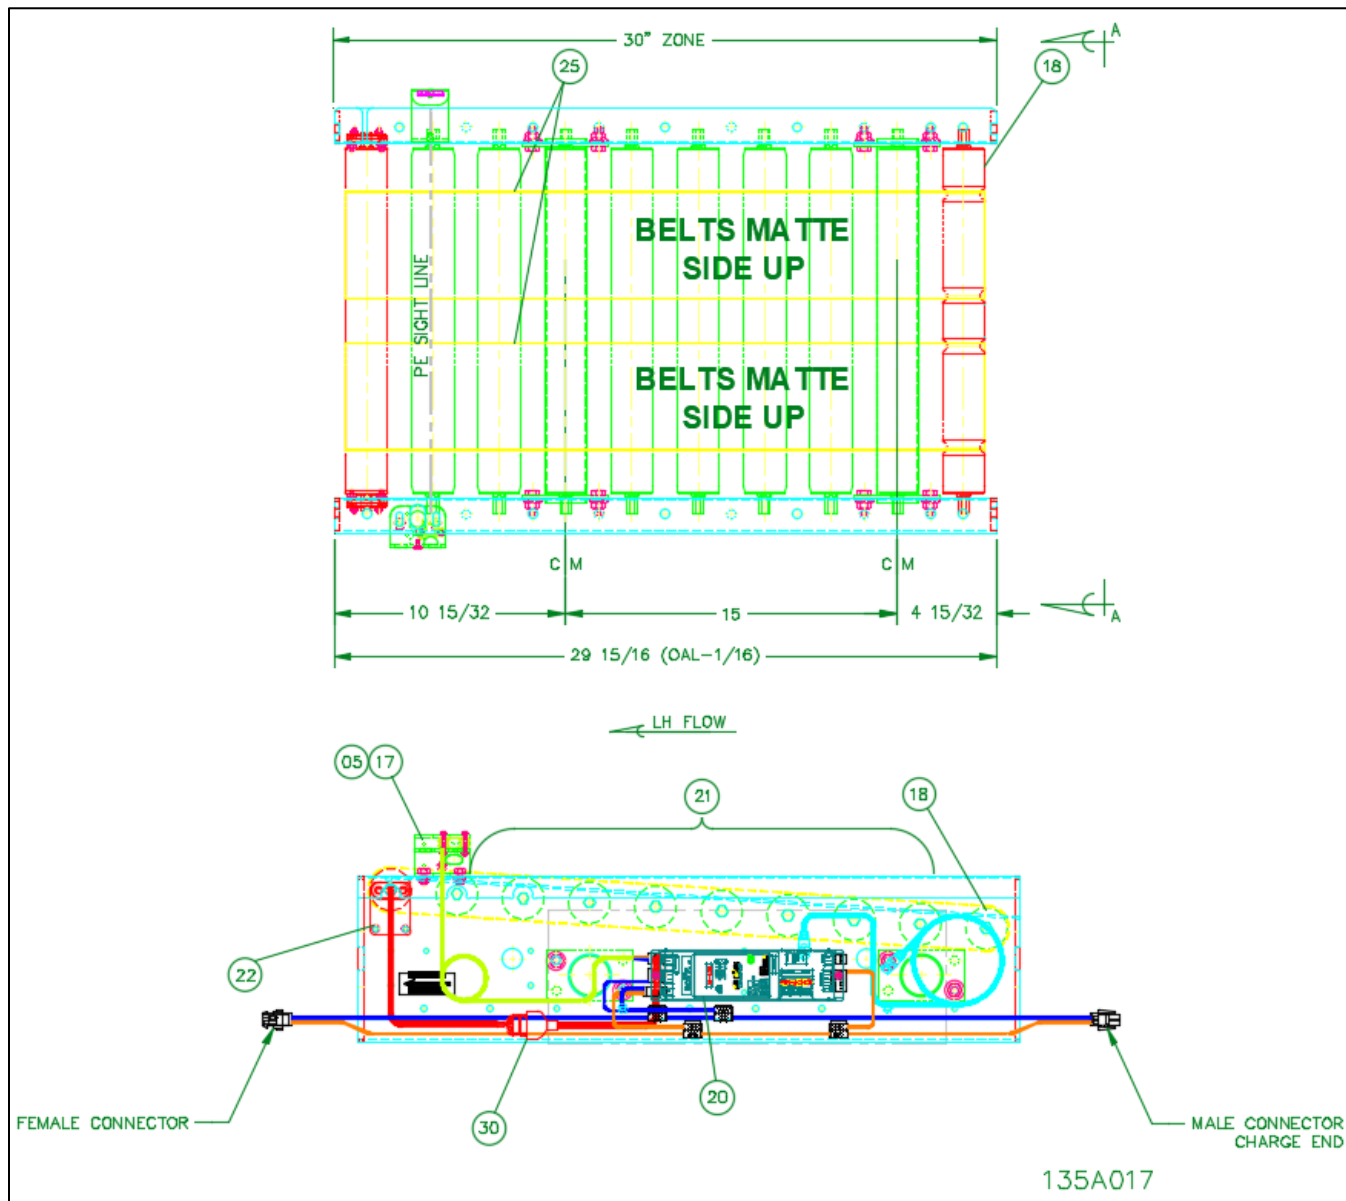 30" ZONE
A
25
18
BELTS MATTE
SIDE UP
PE SIGHT LINE
BELTS MATTE
SIDE UP
C M
C M
10 15/32
15
4 15/32
A
29 15/16 (OAL-1/16)
LH FLOW
05
17
21
18
22
20
30
FEMALE CONNECTOR
MALE CONNECTOR
CHARGE END
135A017